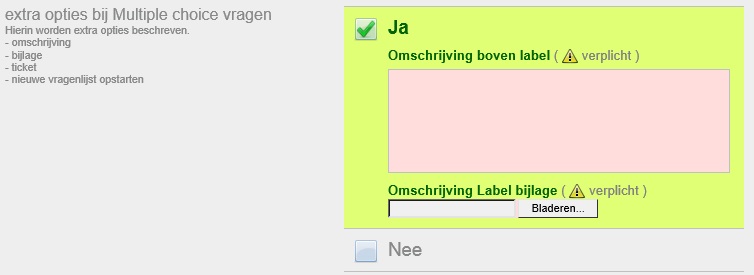 extra opties bij Multiple choice vragen
Hierin worden extra opties beschreven.
- omschrijving
- bijlage
- ticket
- nieuwe vragenlijst opstarten
Ja
Omschrijving boven label ( verplicht )
Omschrijving Label bijlage ( verplicht )
Bladeren...
Nee